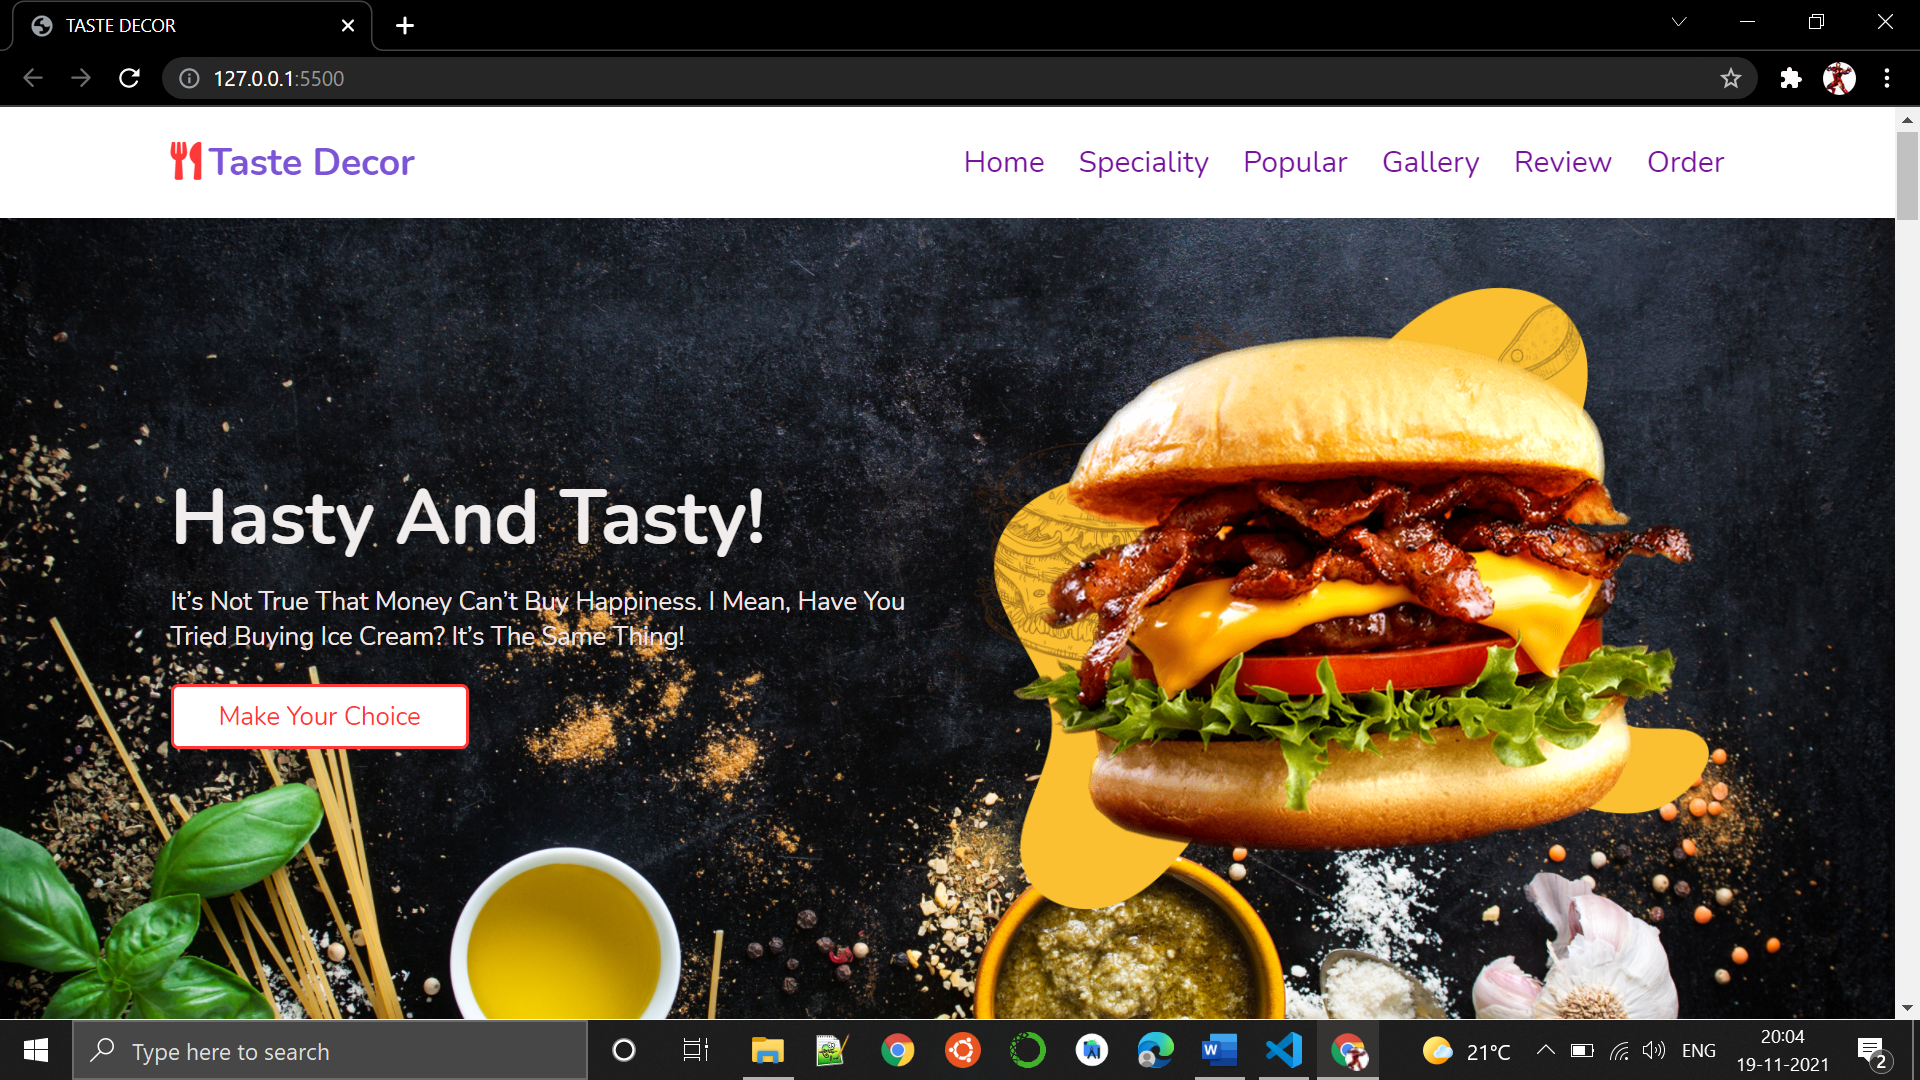 TASTE DECOR
127.0.0.1:5500
Taste Decor
Home Speciality Popular Gallery Review Order
Hasty And Tasty!
It’s Not True That Money Can’t Buy Happiness. I Mean, Have You
Tried Buying Ice Cream? It’s The Same Thing!
Make Your Choice
Type here to search
21°C
ENG
20:04
19-11-2021
2